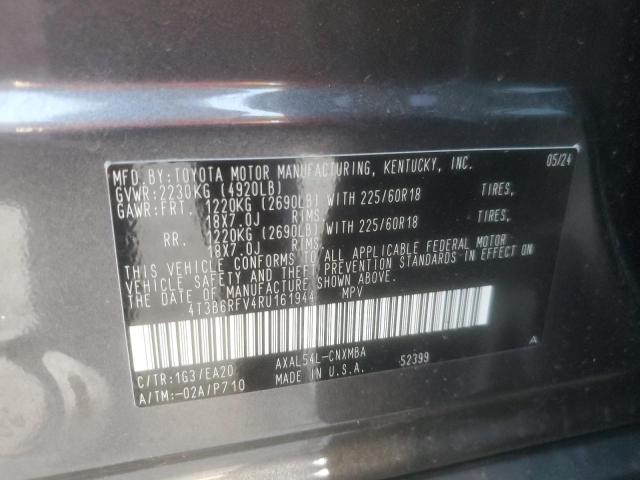 MFD.BY:TOYOTA MOTOR MANUFACTURING, KENTUCKY, INC. 05/24
GVWR:2230KG (4920LB)
GAWR:FRT. 1220KG (2690LB) WITH 225/60R18 TIRES,
18X7.0J RIMS,
RR. 1220KG (2690LB) WITH 225/60R18 TIRES,
18X7.0J RIMS,
THIS VEHICLE CONFORMS TO ALL APPLICABLE FEDERAL MOTOR
VEHICLE SAFETY AND THEFT PREVENTION STANDARDS IN EFFECT ON
THE DATE OF MANUFACTURE SHOWN ABOVE.
4T3B6RFV4RU161944 MPV
C/TR:1G3/EA20 AXAL54L-CNXMBA 52399 A
A/TM:-02A/P710 MADE IN U.S.A.